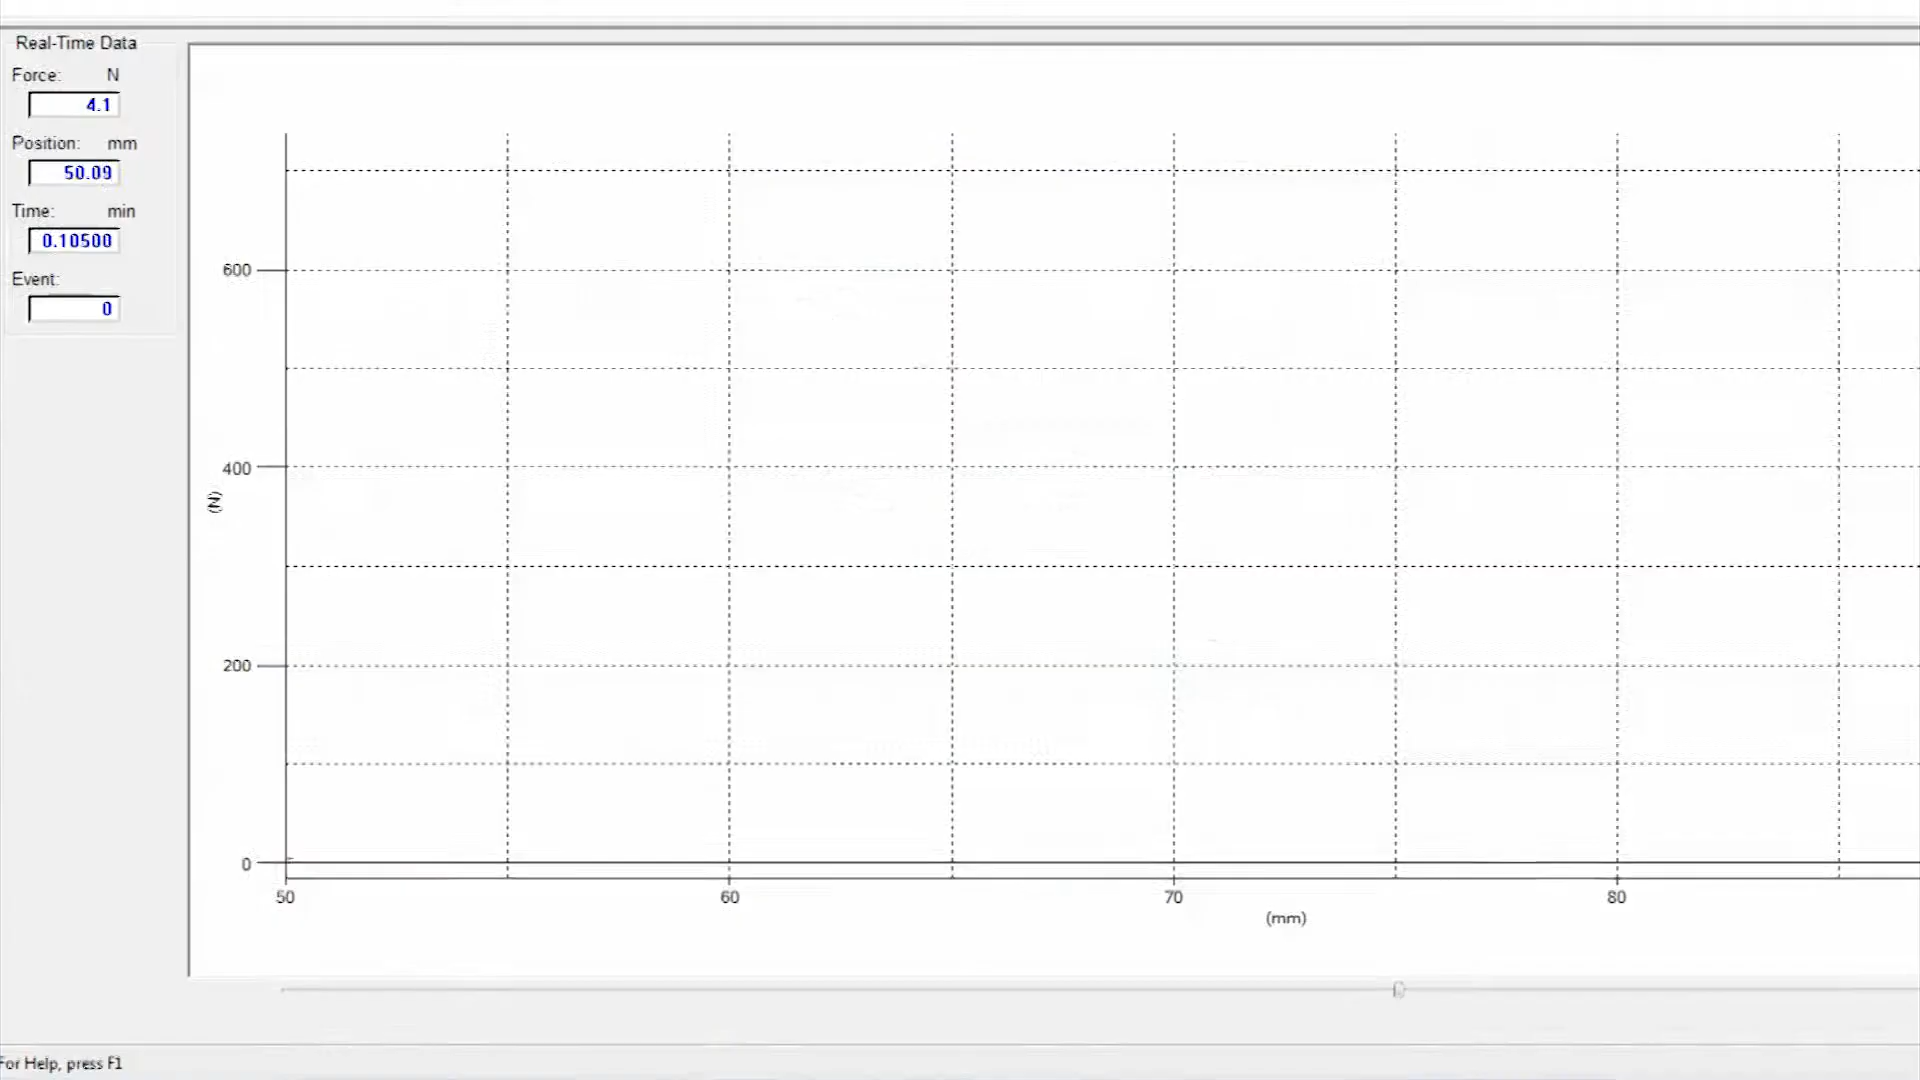 Real-Time Data
Force: N
4.1
Position: mm
50.09
Time: min
0.10500
Event:
0
600
400
(N)
200
0
50 60 70 80
(mm)
For Help, press F1